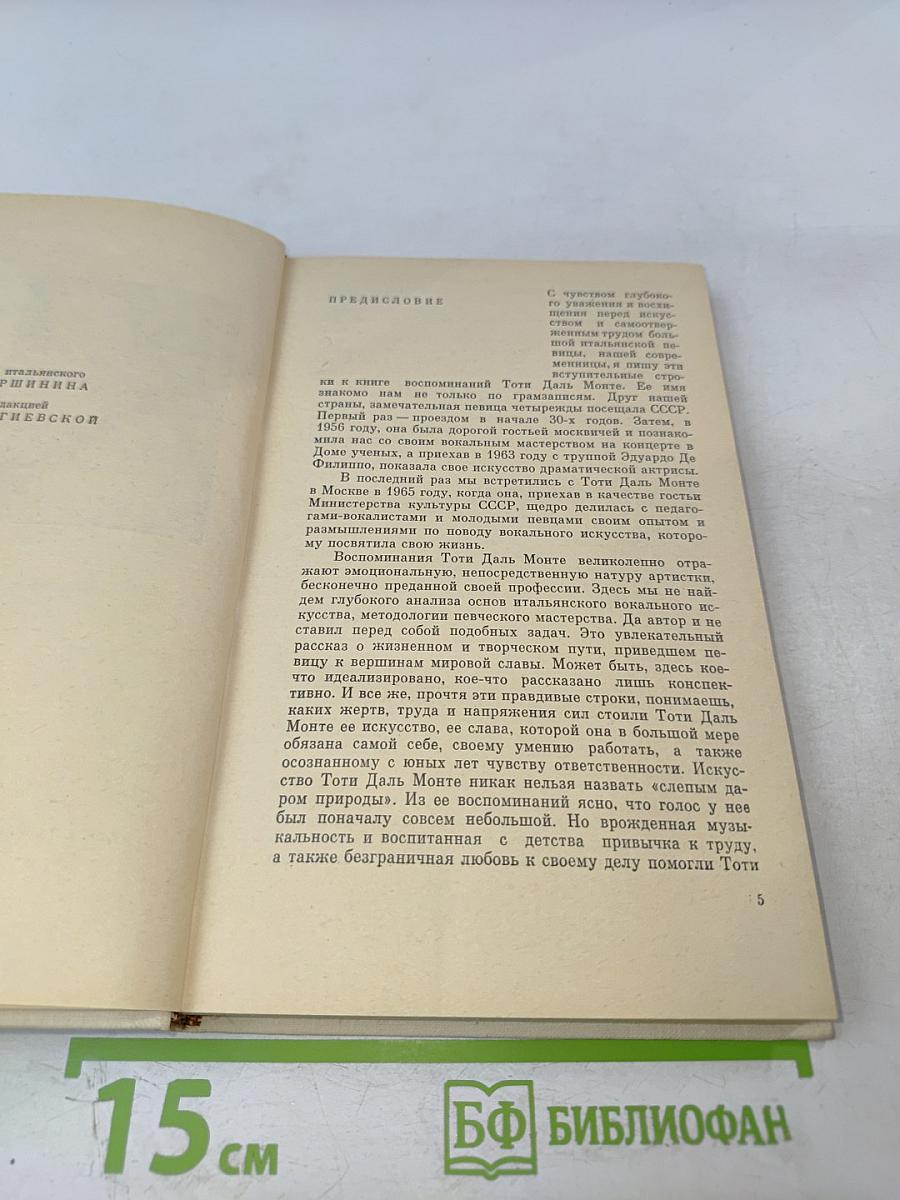 итальянского
РШИНИНА
дакцией
ГИЕВСКОЙ
ПРЕДИСЛОВИЕ
С чувством глубоко-
го уважения и восхи-
щения перед искус-
ством и самоотвер-
женным трудом боль-
шой итальянской пе-
вицы, нашей совре-
менницы, я пишу эти
вступительные стро-
ки к книге воспоминаний Тоти Даль Монте. Ее имя
знакомо нам не только по грамзаписям. Друг нашей
страны, замечательная певица четырежды посещала СССР.
Первый раз — проездом в начале 30-х годов. Затем, в
1956 году, она была дорогой гостьей москвичей и познако-
мила нас со своим вокальным мастерством на концерте в
Доме ученых, а приехав в 1963 году с труппой Эдуардо Де
Филиппо, показала свое искусство драматической актрисы.
В последний раз мы встретились с Тоти Даль Монте
в Москве в 1965 году, когда она, приехав в качестве гостьи
Министерства культуры СССР, щедро делилась с педаго-
гами-вокалистами и молодыми певцами своим опытом и
размышлениями по поводу вокального искусства, которо-
му посвятила свою жизнь.
Воспоминания Тоти Даль Монте великолепно отра-
жают эмоциональную, непосредственную натуру артистки,
бесконечно преданной своей профессии. Здесь мы не най-
дем глубокого анализа основ итальянского вокального ис-
кусства, методологии певческого мастерства. Да автор и не
ставил перед собой подобных задач. Это увлекательный
рассказ о жизненном и творческом пути, приведшем пе-
вицу к вершинам мировой славы. Может быть, здесь кое-
что идеализировано, кое-что рассказано лишь конспек-
тивно. И все же, прочтя эти правдивые строки, понимаешь,
каких жертв, труда и напряжения сил стоили Тоти Даль
Монте ее искусство, ее слава, которой она в большой мере
обязана самой себе, своему умению работать, а также
осознанному с юных лет чувству ответственности. Искус-
ство Тоти Даль Монте никак нельзя назвать «слепым да-
ром природы». Из ее воспоминаний ясно, что голос у нее
был поначалу совсем небольшой. Но врожденная музы-
кальность и воспитанная с детства привычка к труду,
а также безграничная любовь к своему делу помогли Тоти
5
15 см
БФ БИБЛИОФАН